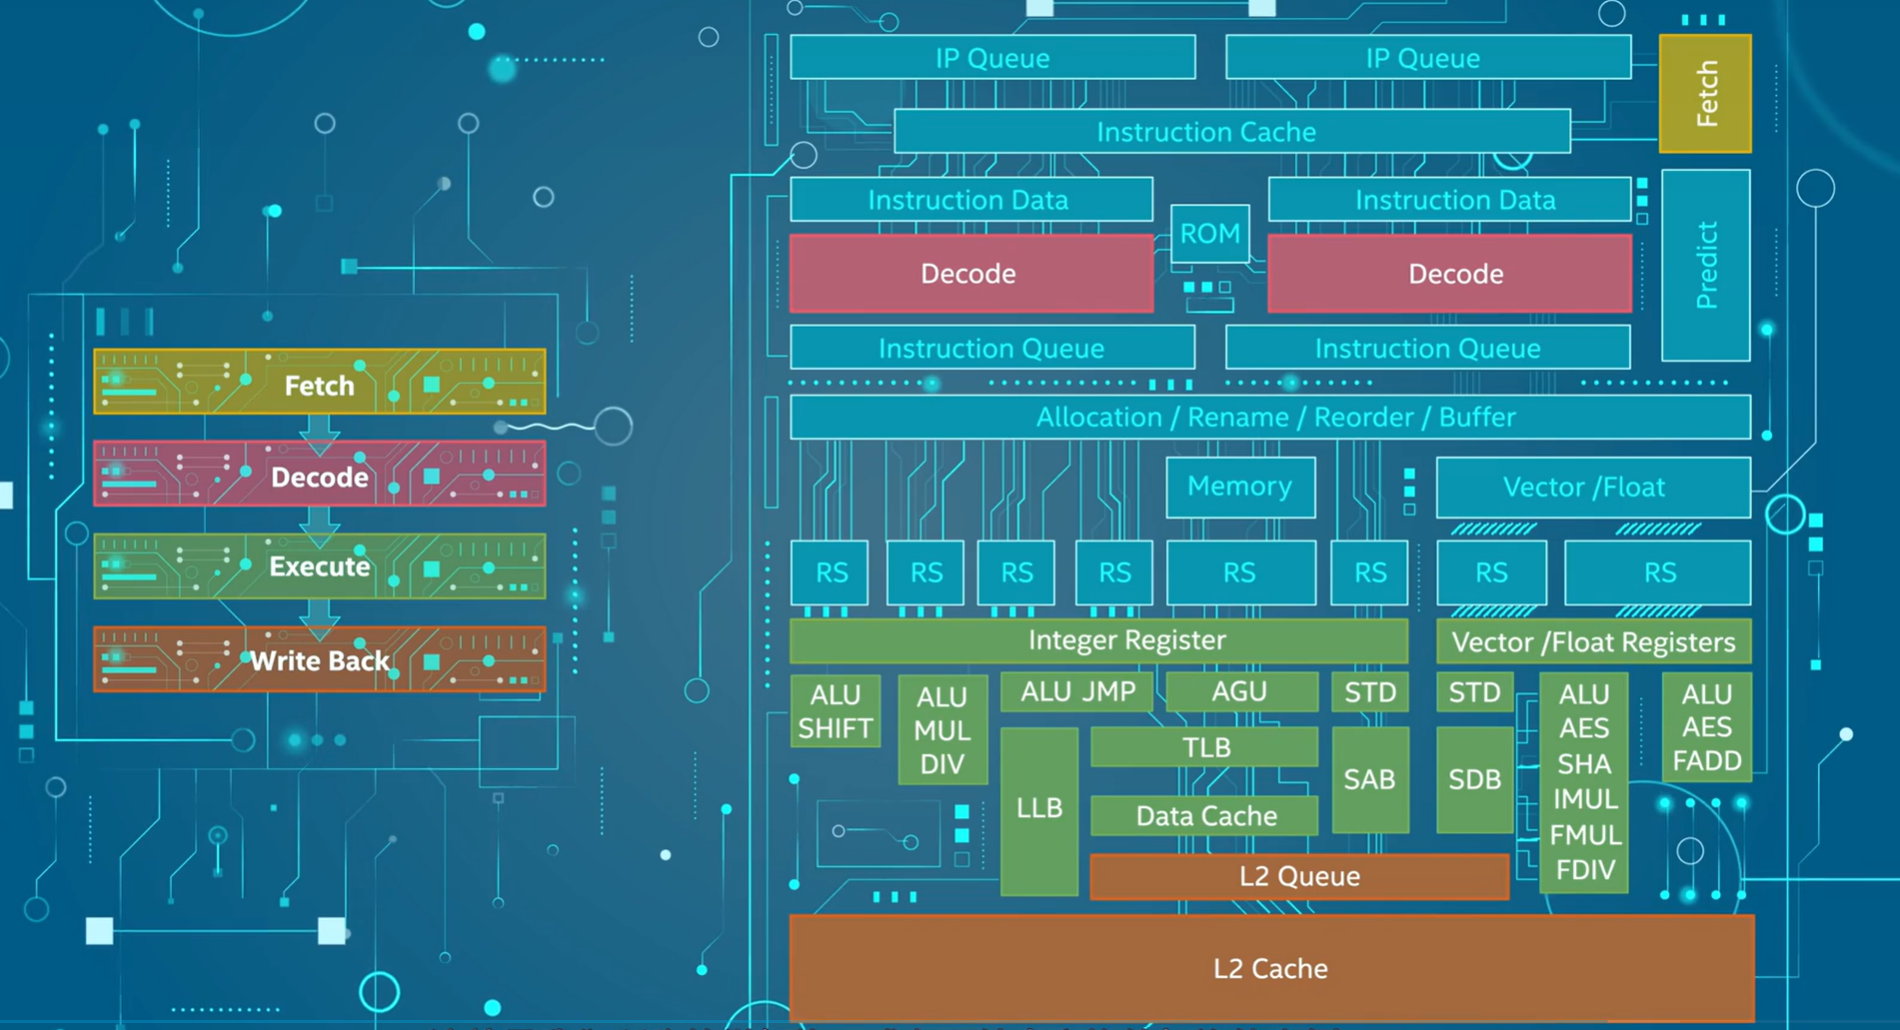 Fetch
Decode
Execute
Write Back
IP Queue
IP Queue
Fetch
Instruction Cache
Instruction Data
ROM
Instruction Data
Predict
Decode
Decode
Instruction Queue
Instruction Queue
Allocation / Rename / Reorder / Buffer
Memory
Vector /Float
RS
RS
RS
RS
RS
RS
RS
RS
Integer Register
Vector /Float Registers
ALU
SHIFT
ALU
MUL
DIV
ALU JMP
AGU
STD
STD
ALU
AES
SHA
IMUL
FMUL
FDIV
ALU
AES
FADD
LLB
TLB
Data Cache
SAB
SDB
L2 Queue
L2 Cache